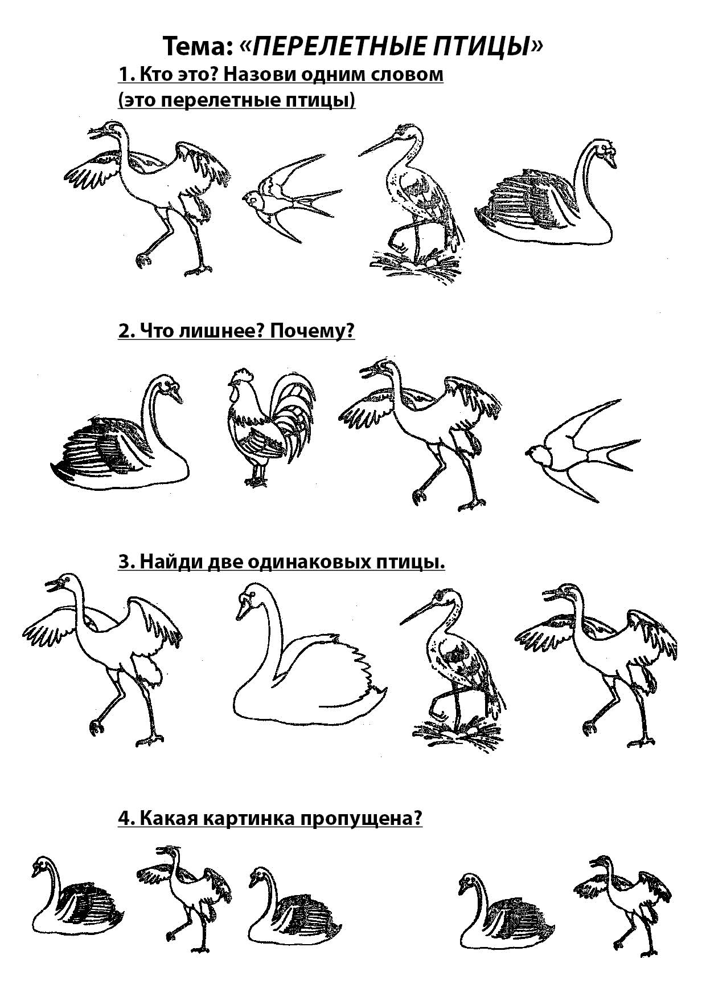 Тема: «ПЕРЕЛЕТНЫЕ ПТИЦЫ»
1. Кто это? Назови одним словом
(это перелетные птицы)
2. Что лишнее? Почему?
3. Найди две одинаковых птицы.
4. Какая картинка пропущена?